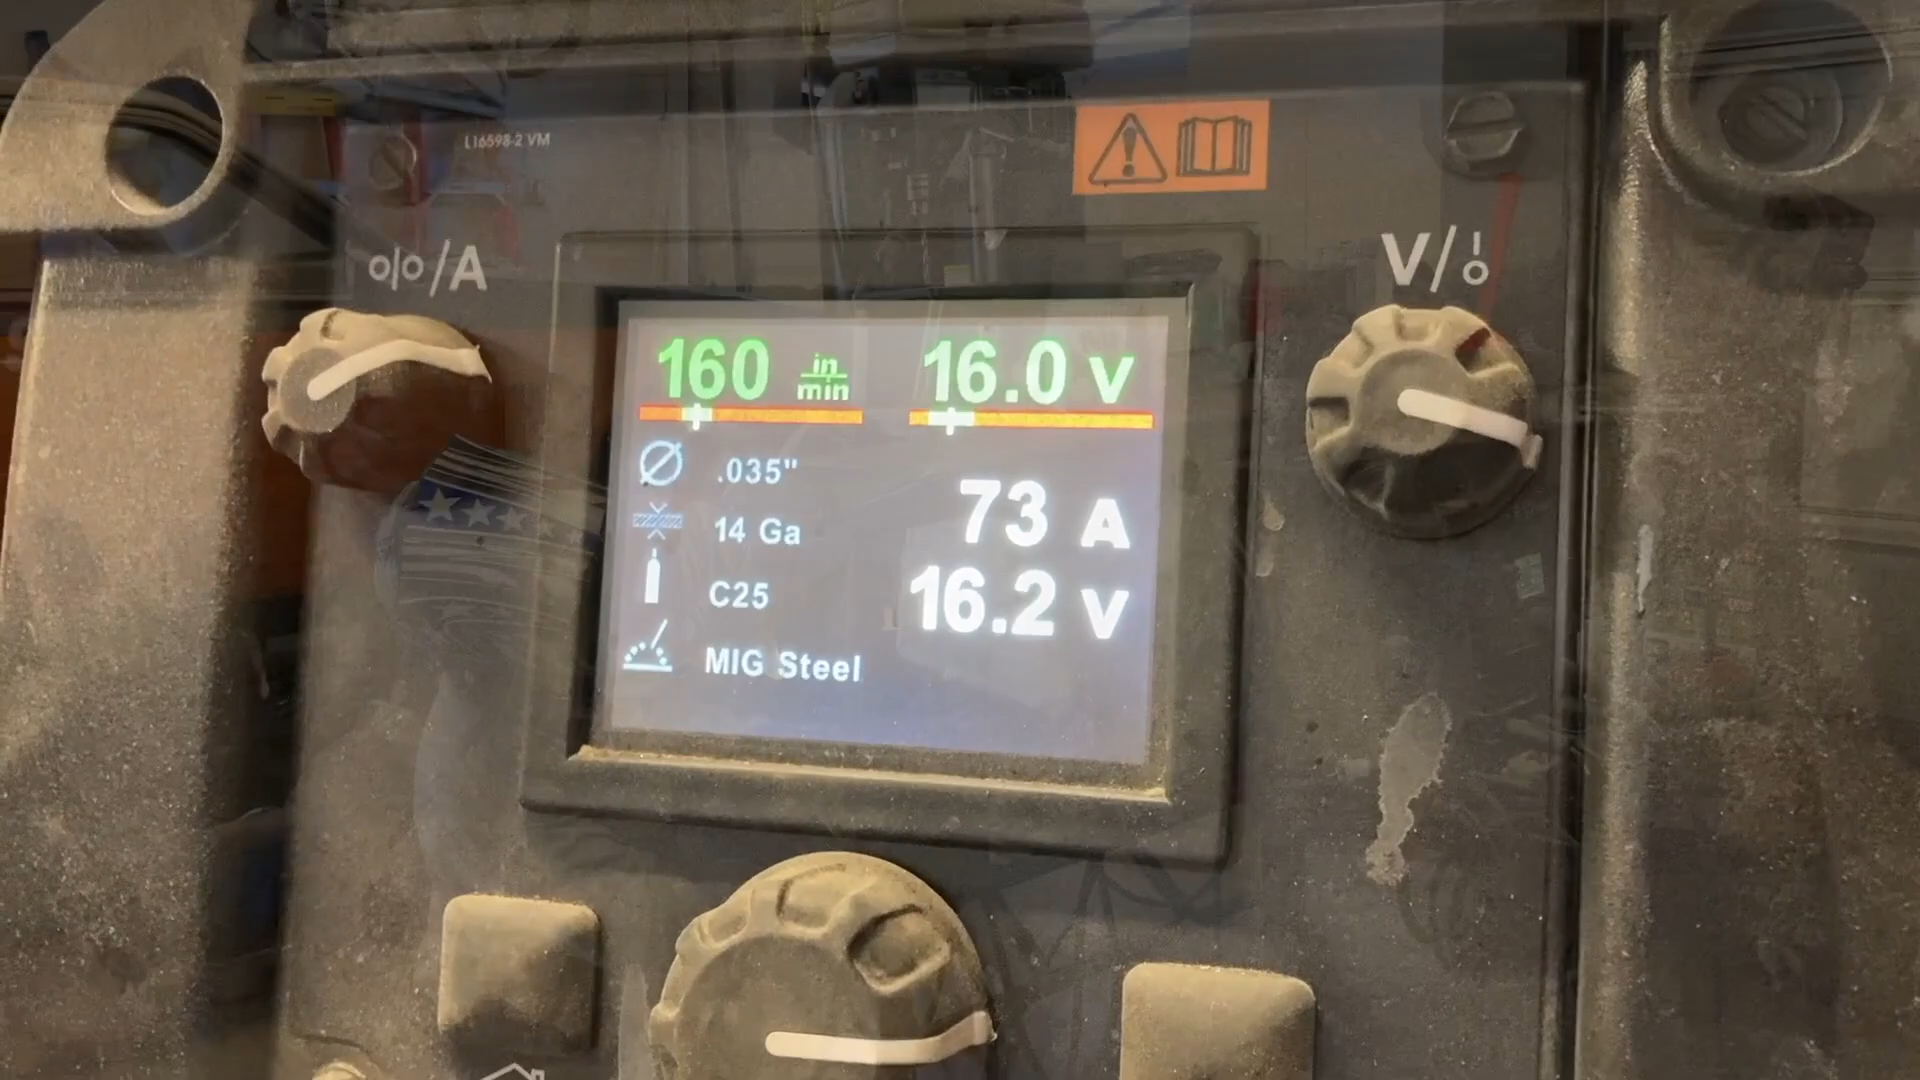 L16598-2 VM
/A
V/
160 in/min
16.0 V
.035"
14 Ga
73 A
C25
16.2 V
MIG Steel